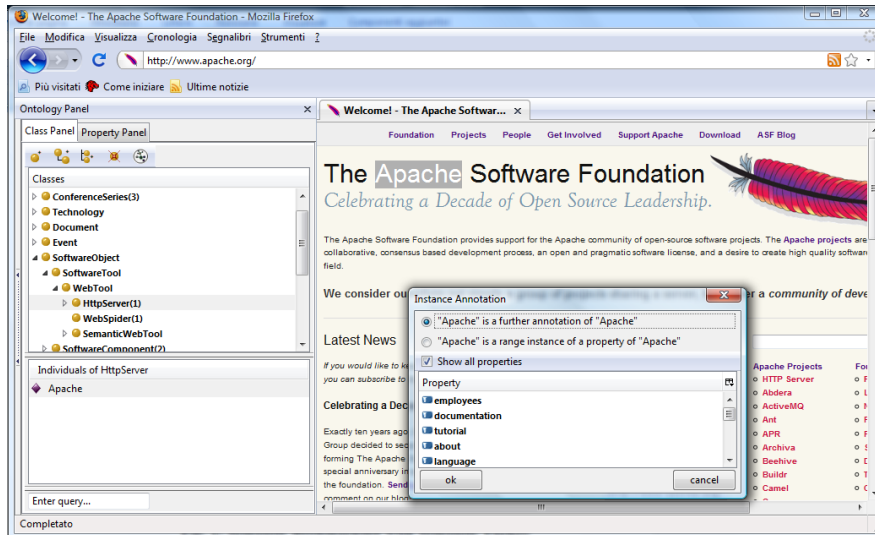 Welcome! - The Apache Software Foundation - Mozilla Firefox
File Modifica Visualizza Cronologia Segnalibri Strumenti ?
http://www.apache.org/
Più visitati Come iniziare Ultime notizie
Ontology Panel
Class Panel Property Panel
Classes
ConferenceSeries(3)
Technology
Document
Event
SoftwareObject
SoftwareTool
WebTool
HttpServer(1)
WebSpider(1)
SemanticWebTool
SoftwareComponent(2)
Individuals of HttpServer
Apache
Enter query...
Completato
Welcome! - The Apache Softwar...
Foundation Projects People Get Involved Support Apache Download ASF Blog
The Apache Software Foundation
Celebrating a Decade of Open Source Leadership.
The Apache Software Foundation provides support for the Apache community of open-source software projects. The Apache projects are
collaborative, consensus based development process, an open and pragmatic software license, and a desire to create high quality software
field.
We consider our
er a community of deve
Latest News
If you would like to ke
you can subscribe to
Celebrating a Dec
Exactly ten years ago
Group decided to
forming The Apache
special anniversary in
the foundation. Send
comment on our blog
Instance Annotation
"Apache" is a further annotation of "Apache"
"Apache" is a range instance of a property of "Apache"
Show all properties
Property
employees
documentation
tutorial
about
language
ok cancel
Apache Projects
HTTP Server
Abdera
ActiveMQ
Ant
APR
Archiva
Beehive
Buildr
Camel